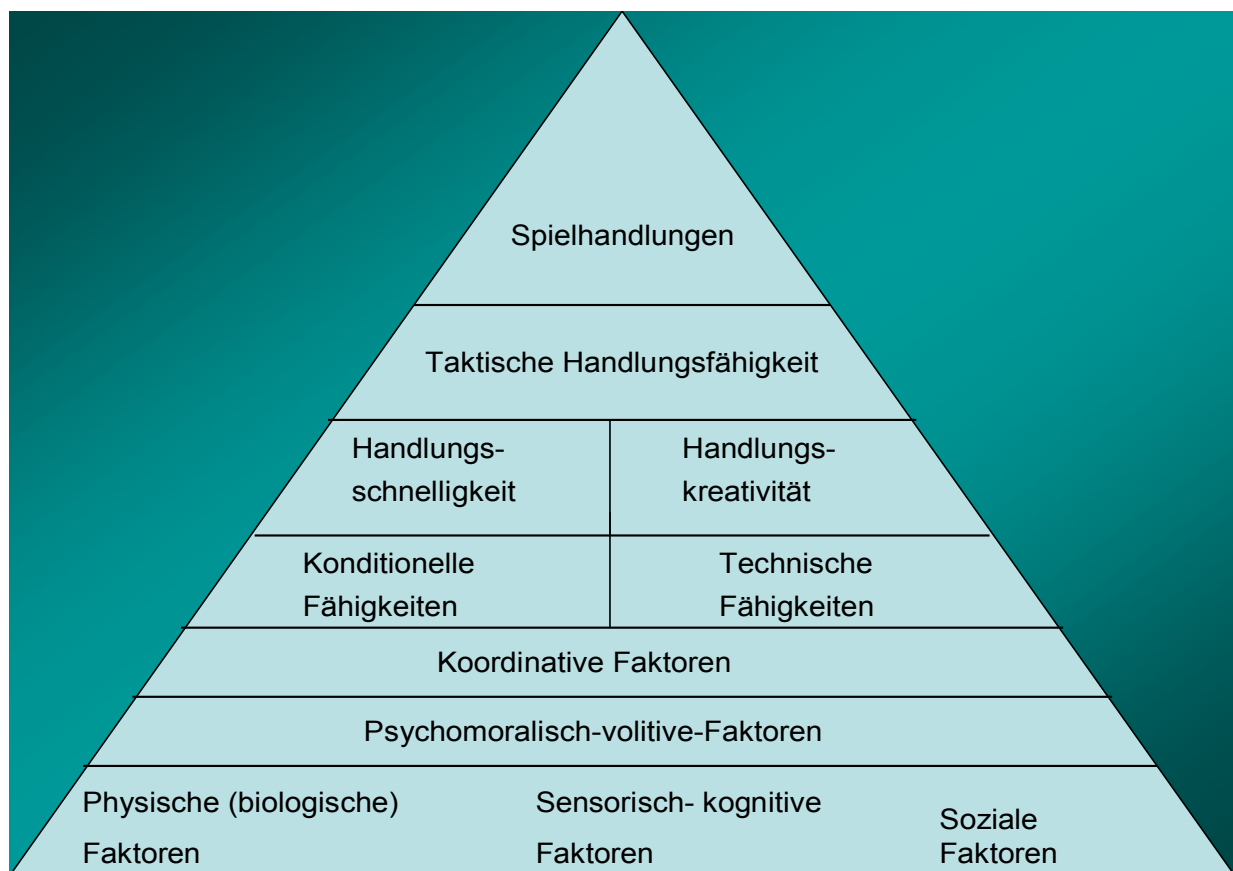 Spielhandlungen
Taktische Handlungsfähigkeit
Handlungs-
schnelligkeit
Handlungs-
kreativität
Konditionelle
Fähigkeiten
Technische
Fähigkeiten
Koordinative Faktoren
Psychomoralisch-volitive-Faktoren
Physische (biologische)
Faktoren
Sensorisch- kognitive
Faktoren
Soziale
Faktoren